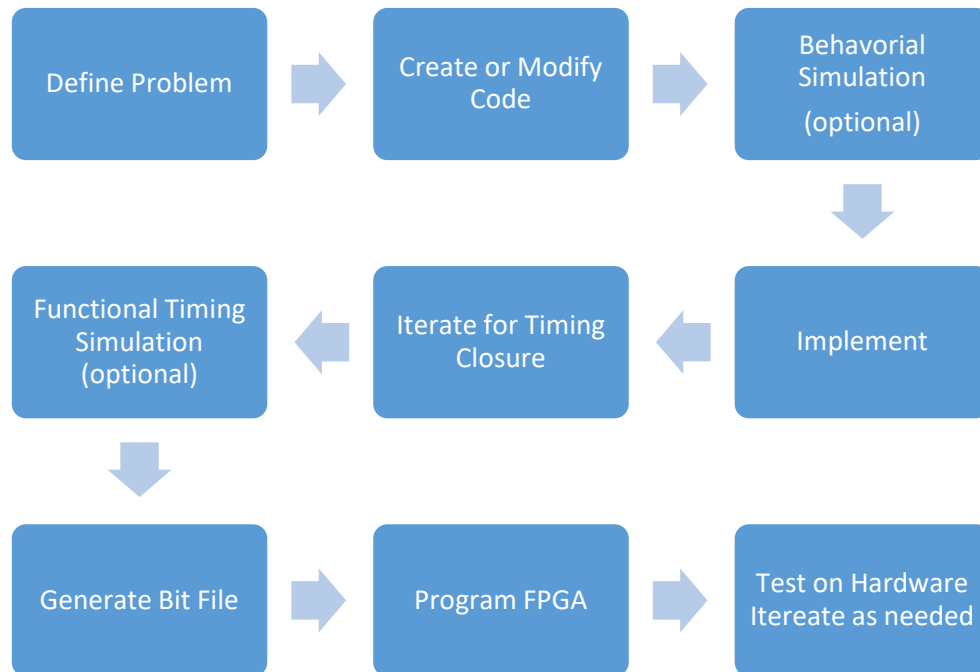 Define Problem
Create or Modify
Code
Behavorial
Simulation
(optional)
Implement
Iterate for Timing
Closure
Functional Timing
Simulation
(optional)
Generate Bit File
Program FPGA
Test on Hardware
Itereate as needed